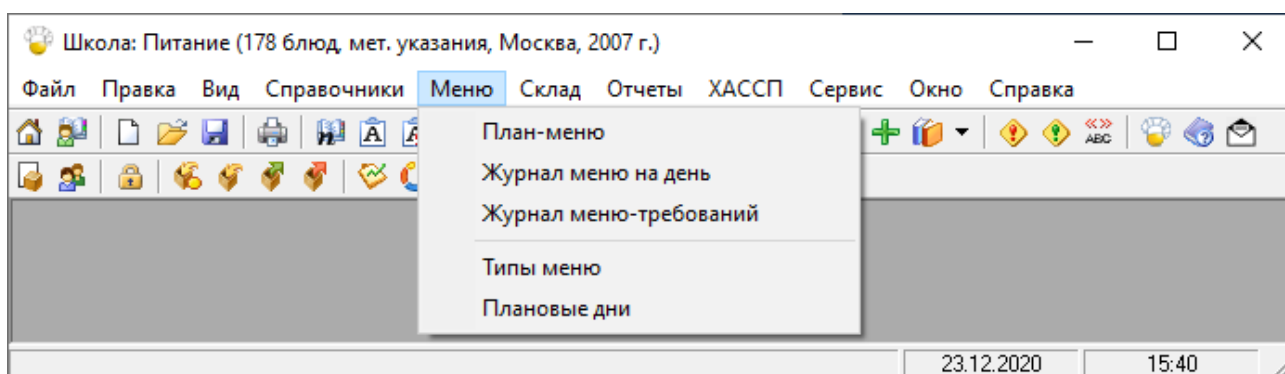 Школа: Питание (178 блюд, мет. указания, Москва, 2007 г.)
Файл Правка Вид Справочники Меню Склад Отчеты ХАССП Сервис Окно Справка
План-меню
Журнал меню на день
Журнал меню-требований
Типы меню
Плановые дни
A
ABC
23.12.2020 15:40